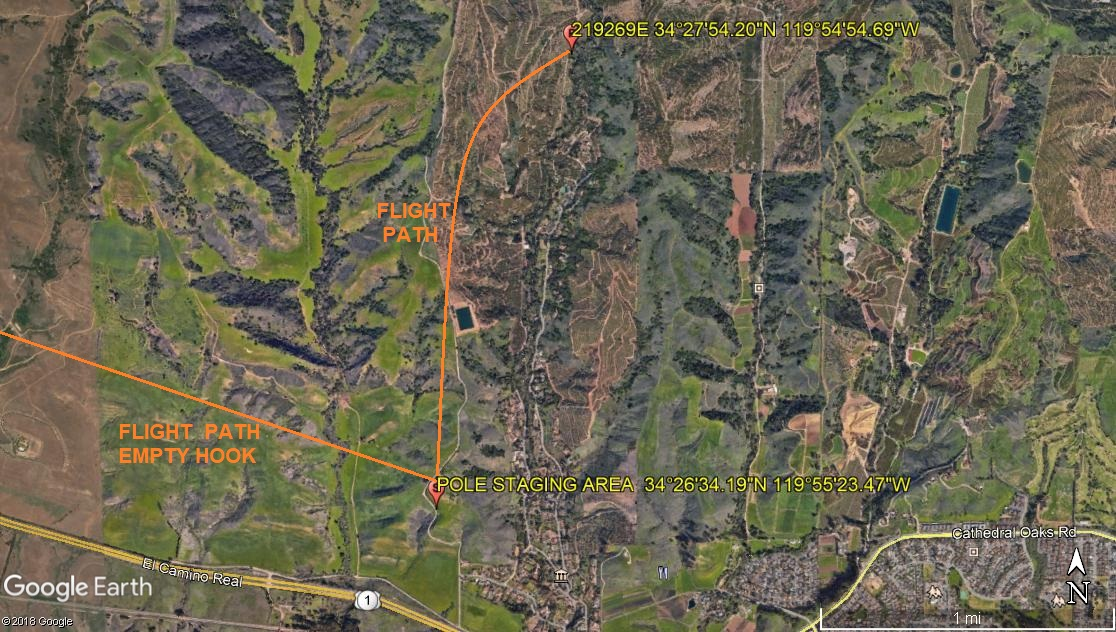 219269E 34°27'54.20"N 119°54'54.69"W
FLIGHT
PATH
FLIGHT PATH
EMPTY HOOK
POLE STAGING AREA 34°26'34.19"N 119°55'23.47"W
Cathedral Oaks Rd
El Camino Real
1
Google Earth
N
1 mi
©2018 Google